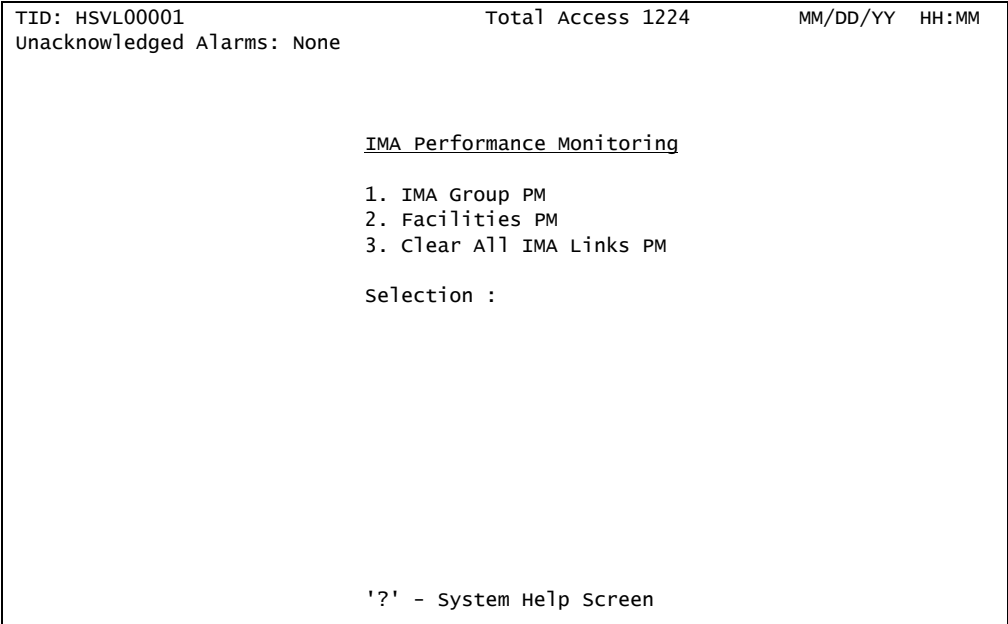 TID: HSVL00001 Total Access 1224 MM/DD/YY HH:MM
Unacknowledged Alarms: None
IMA Performance Monitoring
1. IMA Group PM
2. Facilities PM
3. Clear All IMA Links PM
Selection :
'?' – System Help Screen